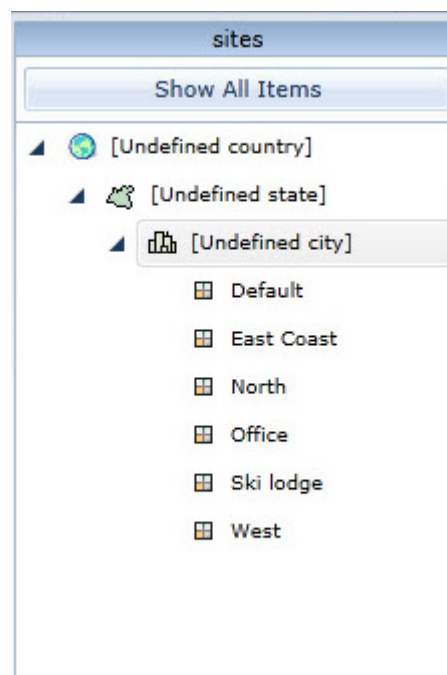 sites
Show All Items
[Undefined country]
[Undefined state]
[Undefined city]
Default
East Coast
North
Office
Ski lodge
West